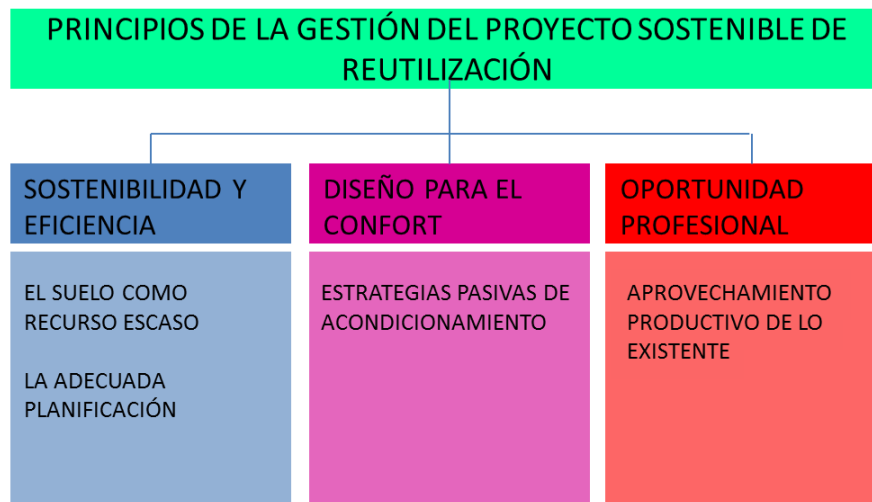 PRINCIPIOS DE LA GESTIÓN DEL PROYECTO SOSTENIBLE DE
REUTILIZACIÓN
SOSTENIBILIDAD Y
EFICIENCIA
EL SUELO COMO
RECURSO ESCASO
LA ADECUADA
PLANIFICACIÓN
DISEÑO PARA EL
CONFORT
ESTRATEGIAS PASIVAS DE
ACONDICIONAMIENTO
OPORTUNIDAD
PROFESIONAL
APROVECHAMIENTO
PRODUCTIVO DE LO
EXISTENTE